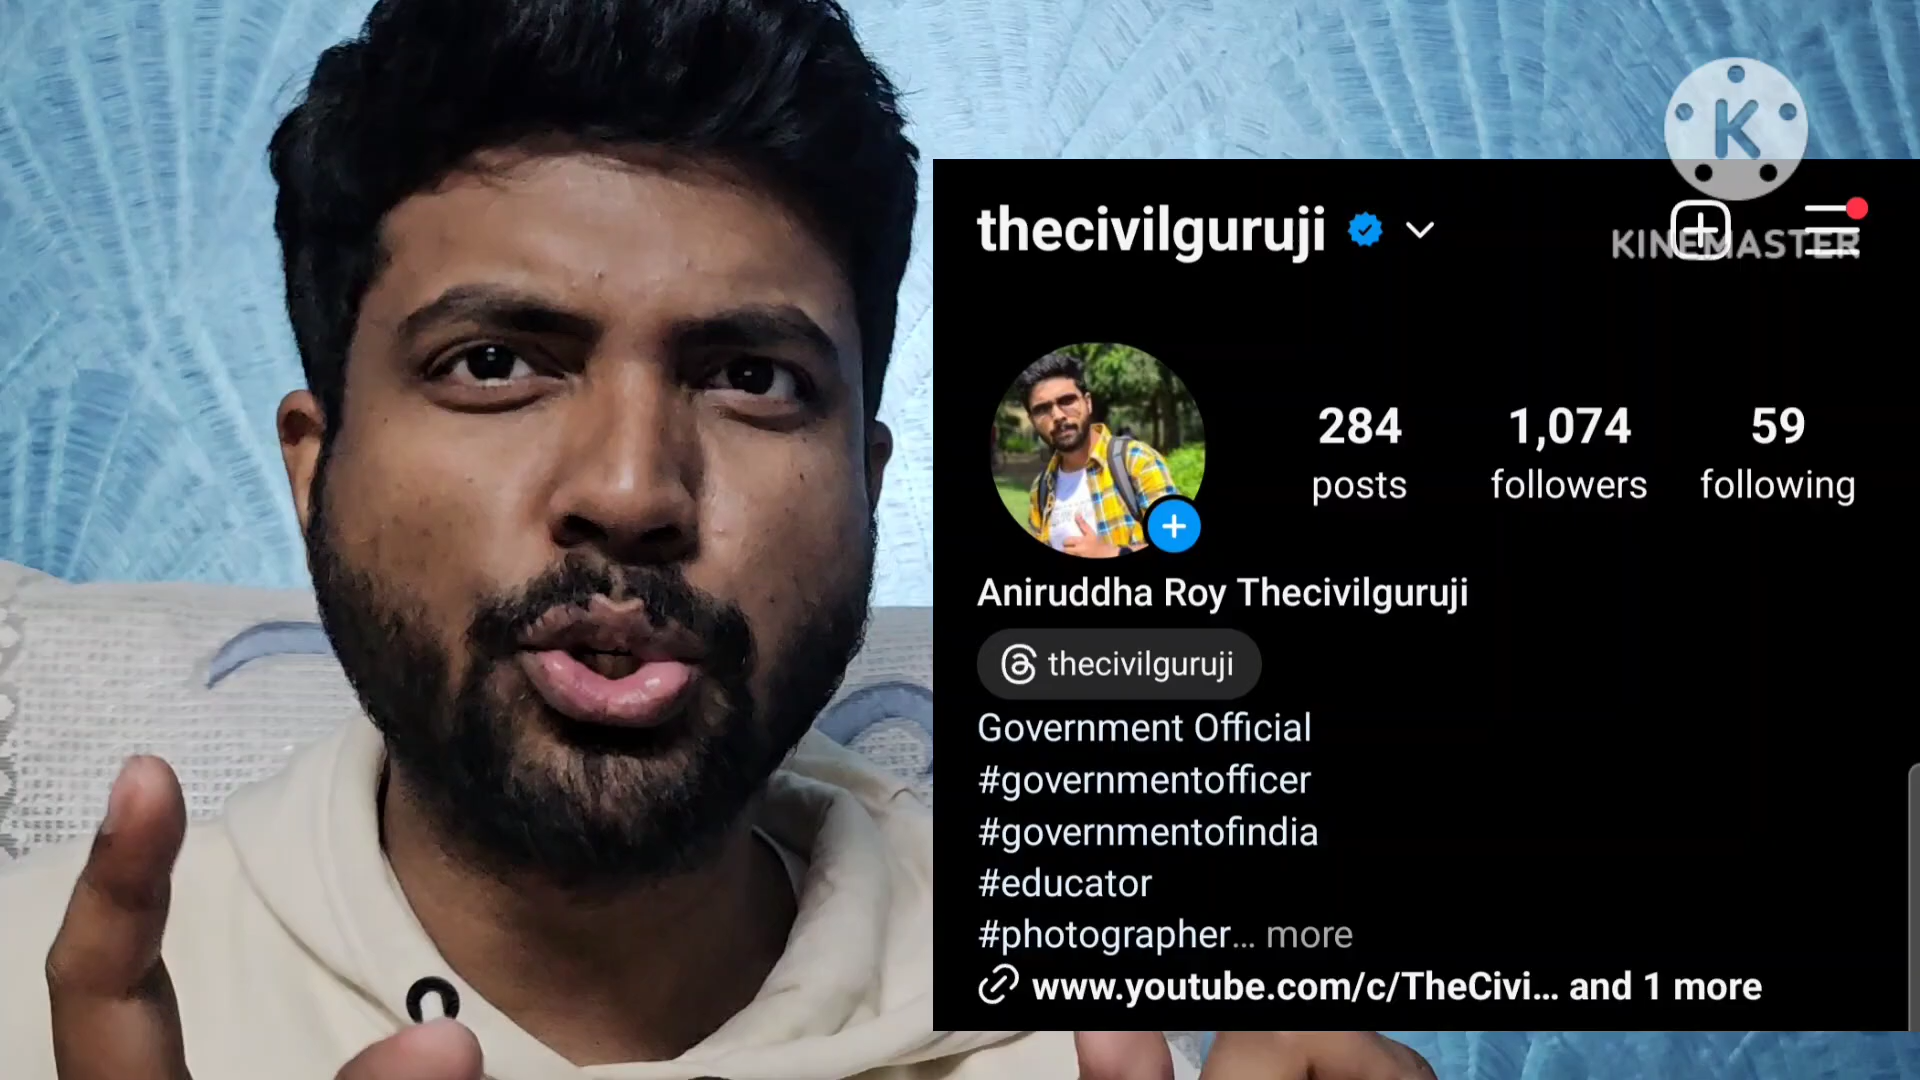 K
KINEMASTER
thecivilguruji
284 1,074 59
posts followers following
Aniruddha Roy Thecivilguruji
thecivilguruji
Government Official
#governmentofficer
#governmentofindia
#educator
#photographer... more
www.youtube.com/c/TheCivi... and 1 more